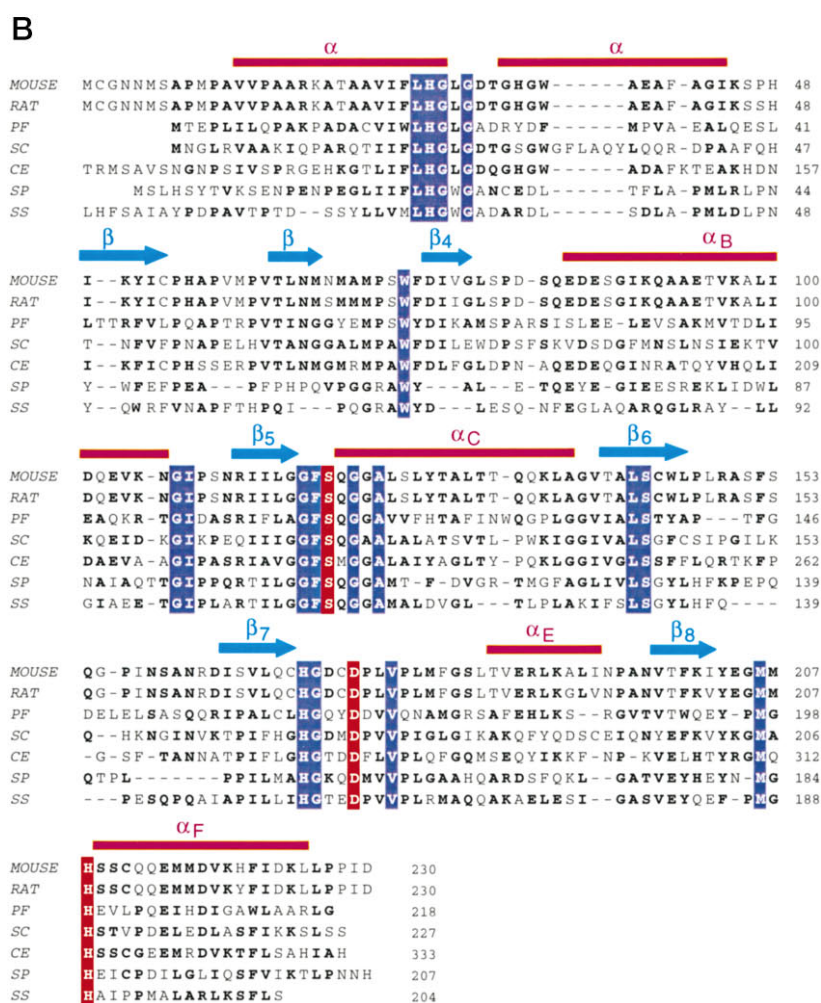 B
α α
MOUSE MCGNNMSAPMPAVVPAARKATAAVIFLHGLGDTGHGW------AEAF-AGIKSPH 48
RAT MCGNNMSAPMPAVVPAARKATAAVIFLHGLGDTGHGW------AEAFAGIKSSH 48
PF MTEPLILQPAKPADACVIWLHGLGADRYDF------MPVA-EALQESL 41
SC MNGLRVAAKIQPARQTIIFLHGLGDTGSGWGFLAQYLQQR-DPAAFQH 47
CE TRMSAVSNGNPSIVSPRGEHKGTLIFLHGLGDQGHGW------ADAFKTEAKHDN 157
SP MSLHSYTVKSENPENPEGLIIFLHGWGANCEDL------TFLA-PMLRLPN 44
SS LHFSAIAYPDPAVTPTD--SSYLLVMLHGWGADARDL------SDLA-PMLDLPN 48
β β β4 αB
MOUSE I--KYICPHAPVMPVTLNMNMAMPSWFDIVGLSPD-SQEDESGIKQAAETVKALI 100
RAT I--KYICPHAPVMPVTLNMSMMMPSWFDIIGLSPD-SQEDESGIKQAAETVKALI 100
PF LTTRFVLPQAPTRPVTINGGYEMPSWYDIKAMSPARSISLEE-LEVSAKMVTDLI 95
SC T--NFVFPNAPELHVTANGGALMPAWFDILEWDPSFSKVDSDGFMNSLNSIEKTV 100
CE I--KFICPHSSERPVTLNMGMRMPAWFDLFGLDPN-AQEDEQGINRATQYVHQLI 209
SP Y--WFEFPEA---PFPHPQVPGGRAWYA---AL--E-TQEYE-GIEESREKLIDWL 87
SS Y--QWRFVNAPFTHPQI---PQGRAWYD---LESQ-NFEGLAQARQGLRAY--LL 92
β5 αC β6
MOUSE DQEVK-NGIPSNRIILGGFSQGGALSLYTALTT-QQKLAGVTALSCWLPLRASFS 153
RAT DQEVK-NGIPSNRIILGGFSQGGALSLYTALTT-QQKLAGVTALSCWLPLRASFS 153
PF EAQKR-TGIDASRIFLAGFSQGGAVVFHTAFINWQGPLGGVIALSTYAP---TFG 146
SC KQEID-KGIKPEQIIIGGFSQGAALALATSVTL-PWKIGGIVALSGFCSIPGILK 153
CE DAEVA-AGIPASRIAVGGFSMGGALAIYAGLTY-PQKLGGIVGLSSFFLQRTKFP 262
SP NAIAQTTGIPPQRTILGGFSQGGAMT-F-DVGR-TMGFAGLIVLSGYLHFKPEPQ 139
SS GIAEE-TGIPLARTILGGFSQGGAMALDVGL---TLPLAKIFSLSGYLHFQ---- 139
β7 αE β8
MOUSE QG-PINSANRDISVLQCHGDCDPLVPLMFGSLTVERLKALINPANVTFKIYEGMM 207
RAT QG-PINSANRDISVLQCHGDCDPLVPLMFGSLTVERLKGLVNPANVTFKVYEGMM 207
PF DELELSASQQRIPALCLHGQYDDVVQNAMGRSAFEHLKS--RGVTVTWQEY-PMG 198
SC Q--HKNGINVKTPIFHGHGDMDPVVPIGLGIKAKQFYQDSCEIQNYEFKVYKGMA 206
CE -G-SF-TANNATPIFLGHGTDDFLVPLQFGQMSEQYIKKF-NP-KVELHTYRGMQ 312
SP QTPL-------PPILMAHGKQDMVVPLGAAHQARDSFQKL--GATVEYHEYN-MG 184
SS ---PESQPQAIAPILLIHGTEDPVVPLRMAQQAKAELESI--GASVEYQEF-PMG 188
αF
MOUSE HSSCQQEMMDVKHFIDKLLPPID 230
RAT HSSCQQEMMDVKYFIDKLLPPID 230
PF HEVLPQEIHDIGAWLAARLG 218
SC HSTVPDELEDLASFIKKSLSS 227
CE HSSCGEEMRDVKTFLSAHIAH 333
SP HEICPDILGLIQSFVIKTLPNNH 207
SS HAIPPMALARLKSFLS 204